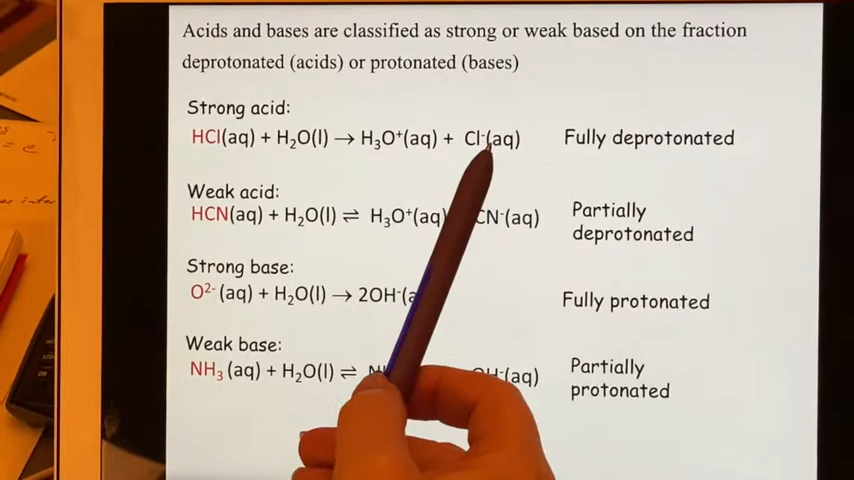 Acids and bases are classified as strong or weak based on the fraction
deprotonated (acids) or protonated (bases)
Strong acid:
HCl(aq) + H₂O(l) → H₃O⁺(aq) + Cl⁻(aq) Fully deprotonated
Weak acid:
HCN(aq) + H₂O(l) ⇌ H₃O⁺(aq) CN⁻(aq) Partially
deprotonated
Strong base:
O²⁻ (aq) + H₂O(l) → 2OH⁻(a Fully protonated
Weak base:
NH₃ (aq) + H₂O(l) ⇌ OH⁻(aq) Partially
protonated